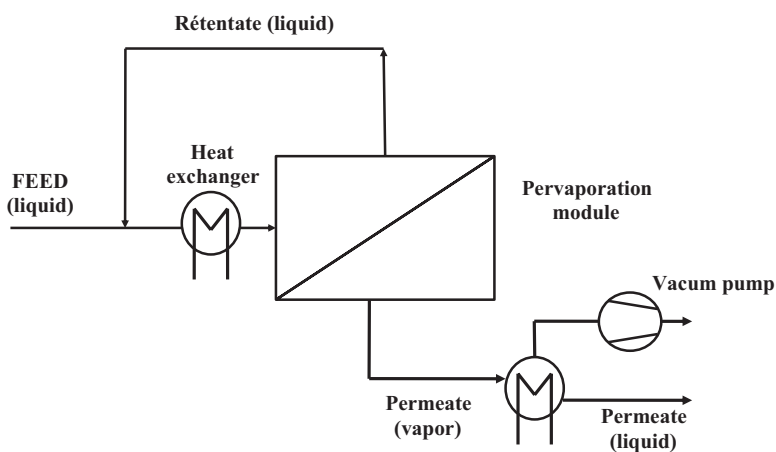 Rétentate (liquid)
Heat
exchanger
FEED
(liquid)
Pervaporation
module
Vacum pump
Permeate
(vapor)
Permeate
(liquid)